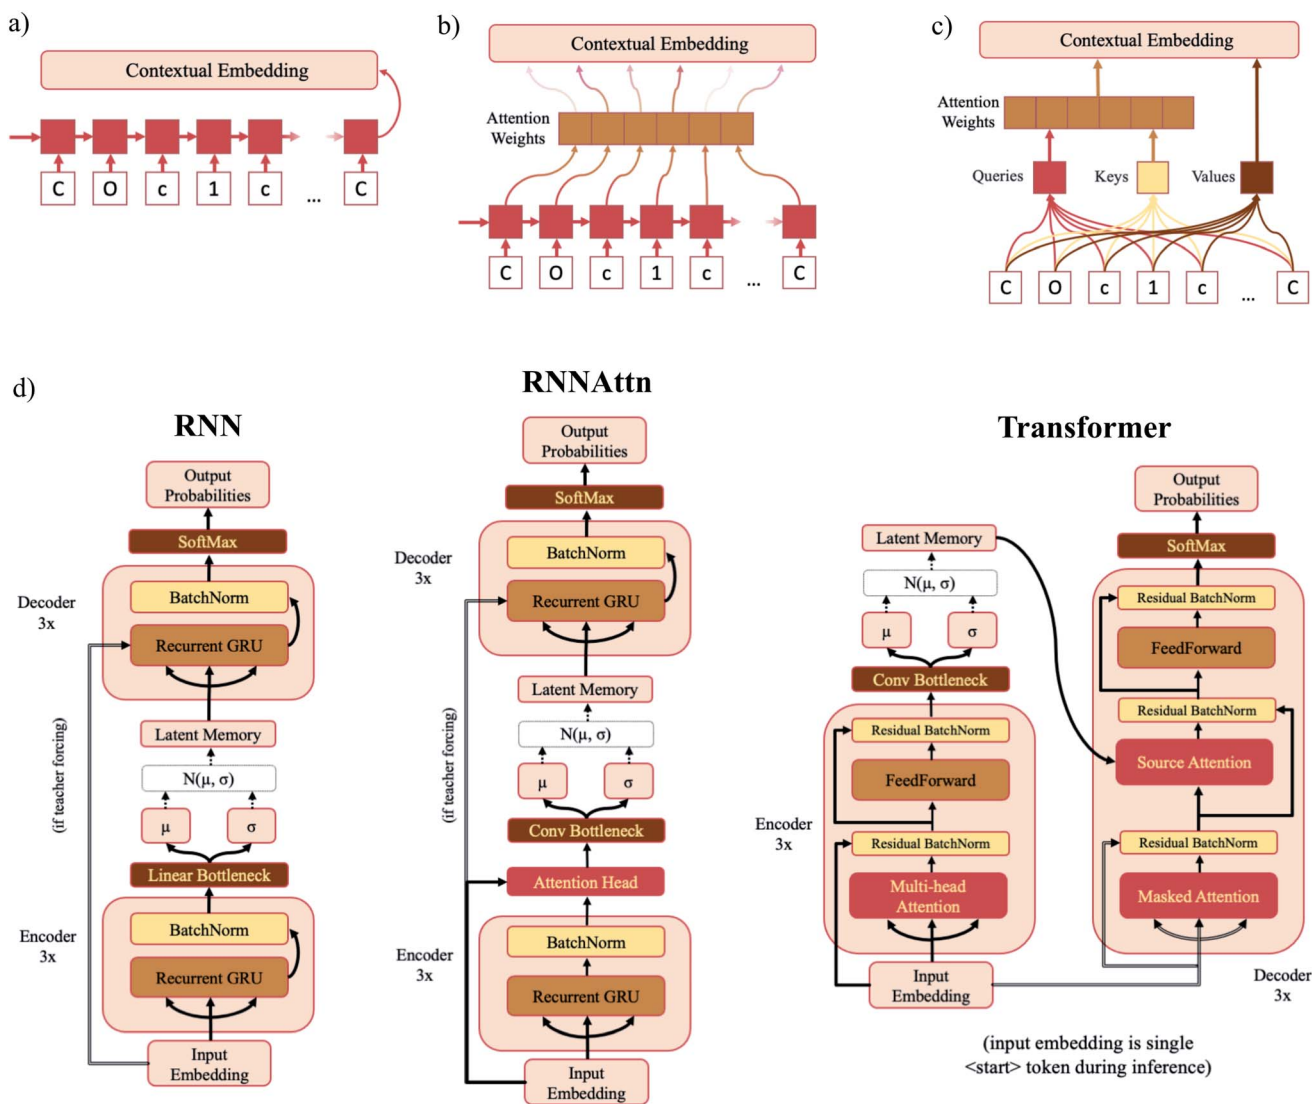 a)
Contextual Embedding
C O c 1 c ... C
b)
Contextual Embedding
Attention
Weights
C O c 1 c ... C
c)
Contextual Embedding
Attention
Weights
Queries
Keys
Values
C O c 1 c ... C
d)
RNN
Output
Probabilities
SoftMax
Decoder
3x
BatchNorm
Recurrent GRU
(if teacher forcing)
Latent Memory
N(μ, σ)
μ
σ
Linear Bottleneck
Encoder
3x
BatchNorm
Recurrent GRU
Input
Embedding
RNNAttn
Output
Probabilities
SoftMax
Decoder
3x
BatchNorm
Recurrent GRU
(if teacher forcing)
Latent Memory
N(μ, σ)
μ
σ
Conv Bottleneck
Attention Head
Encoder
3x
BatchNorm
Recurrent GRU
Input
Embedding
Transformer
Latent Memory
N(μ, σ)
μ
σ
Conv Bottleneck
Residual BatchNorm
FeedForward
Encoder
3x
Residual BatchNorm
Multi-head
Attention
Input
Embedding
Output
Probabilities
SoftMax
Residual BatchNorm
FeedForward
Residual BatchNorm
Source Attention
Residual BatchNorm
Masked Attention
Decoder
3x
(input embedding is single
<start> token during inference)